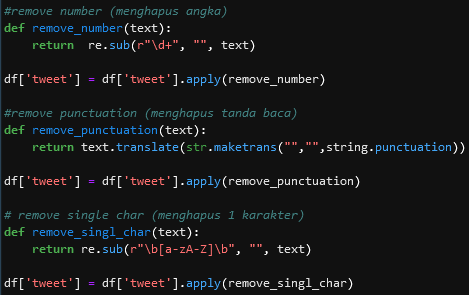 #remove number (menghapus angka)
def remove_number(text):
    return  re.sub(r"\d+", "", text)
df['tweet'] = df['tweet'].apply(remove_number)
#remove punctuation (menghapus tanda baca)
def remove_punctuation(text):
    return text.translate(str.maketrans("","",string.punctuation))
df['tweet'] = df['tweet'].apply(remove_punctuation)
# remove single char (menghapus 1 karakter)
def remove_singl_char(text):
    return re.sub(r"\b[a-zA-Z]\b", "", text)
df['tweet'] = df['tweet'].apply(remove_singl_char)